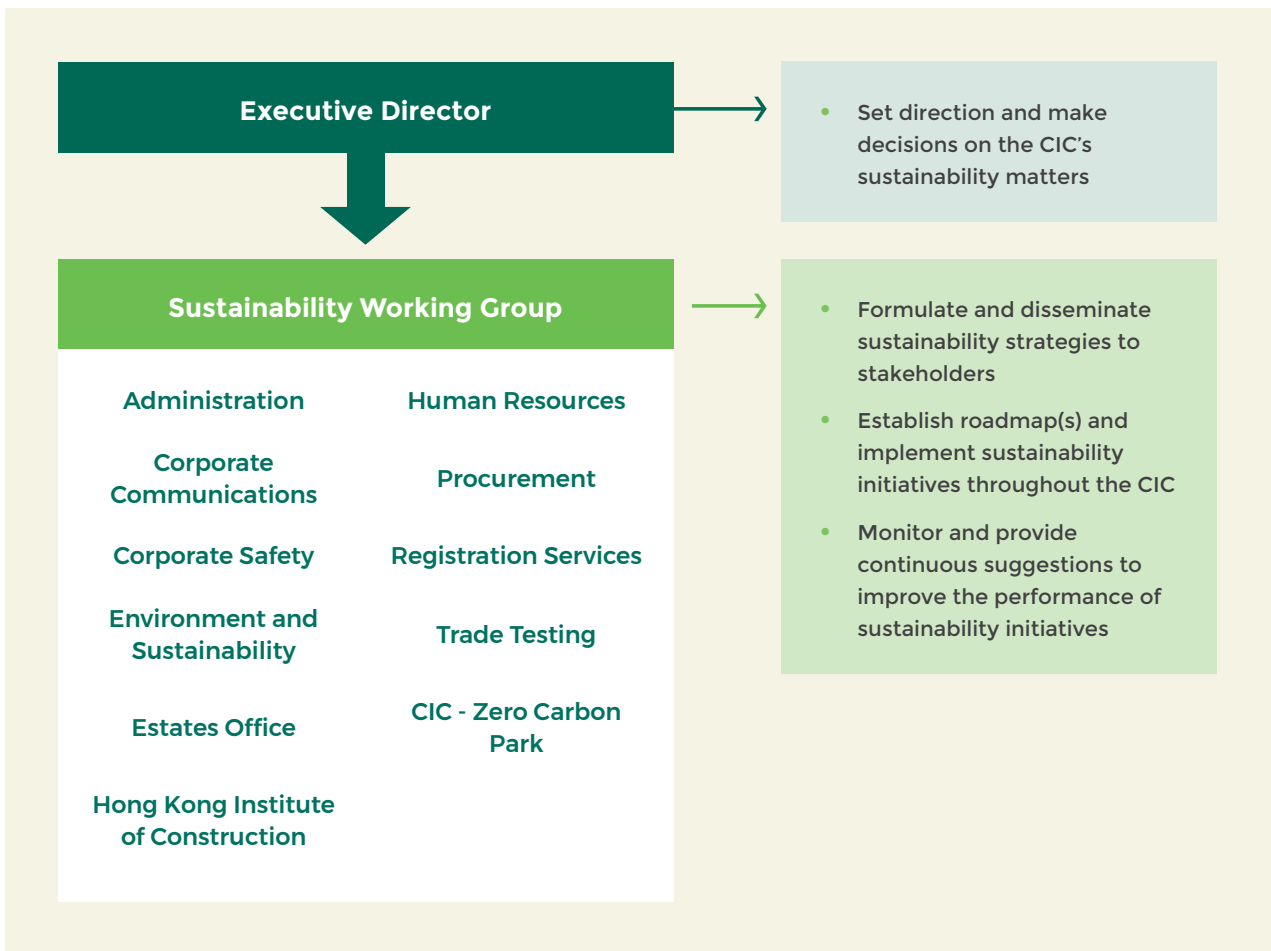 Executive Director
• Set direction and make
decisions on the CIC’s
sustainability matters
Sustainability Working Group
Administration
Corporate
Communications
Corporate Safety
Environment and
Sustainability
Estates Office
Hong Kong Institute
of Construction
Human Resources
Procurement
Registration Services
Trade Testing
CIC - Zero Carbon
Park
• Formulate and disseminate
sustainability strategies to
stakeholders
• Establish roadmap(s) and
implement sustainability
initiatives throughout the CIC
• Monitor and provide
continuous suggestions to
improve the performance of
sustainability initiatives